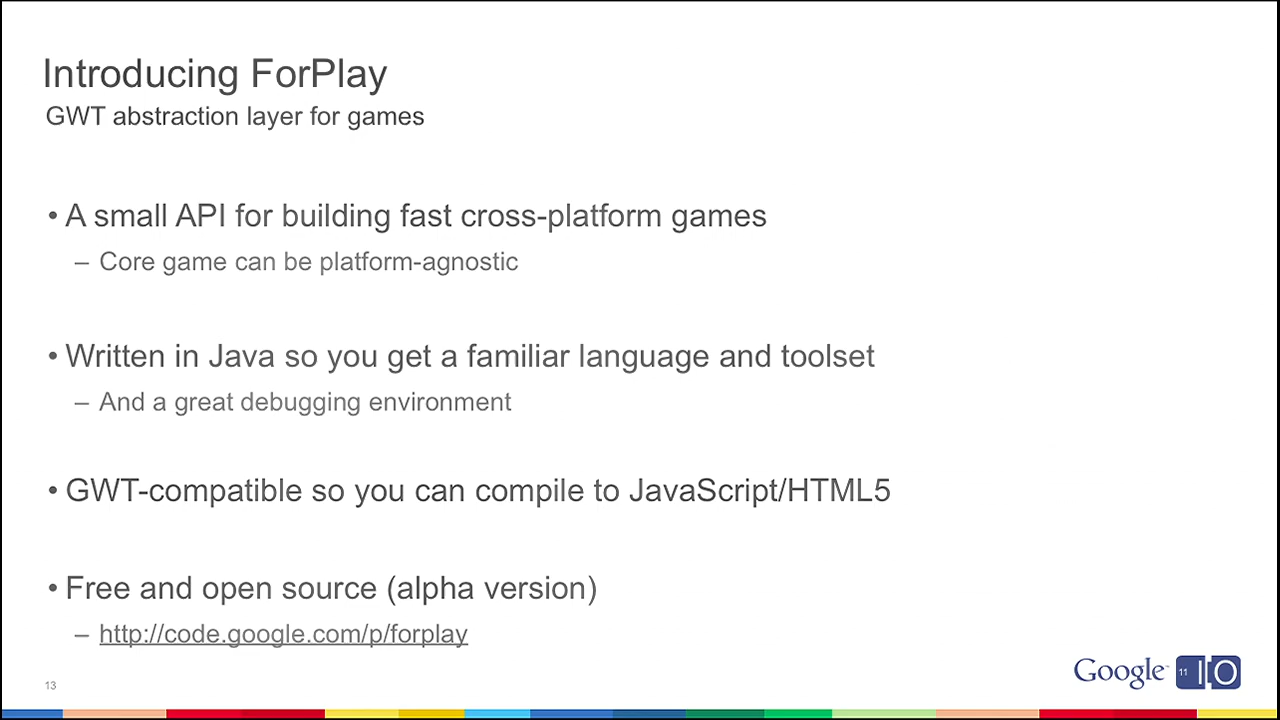 Introducing ForPlay
GWT abstraction layer for games
• A small API for building fast cross-platform games
– Core game can be platform-agnostic
• Written in Java so you get a familiar language and toolset
– And a great debugging environment
• GWT-compatible so you can compile to JavaScript/HTML5
• Free and open source (alpha version)
– http://code.google.com/p/forplay
13
Google 11 IO